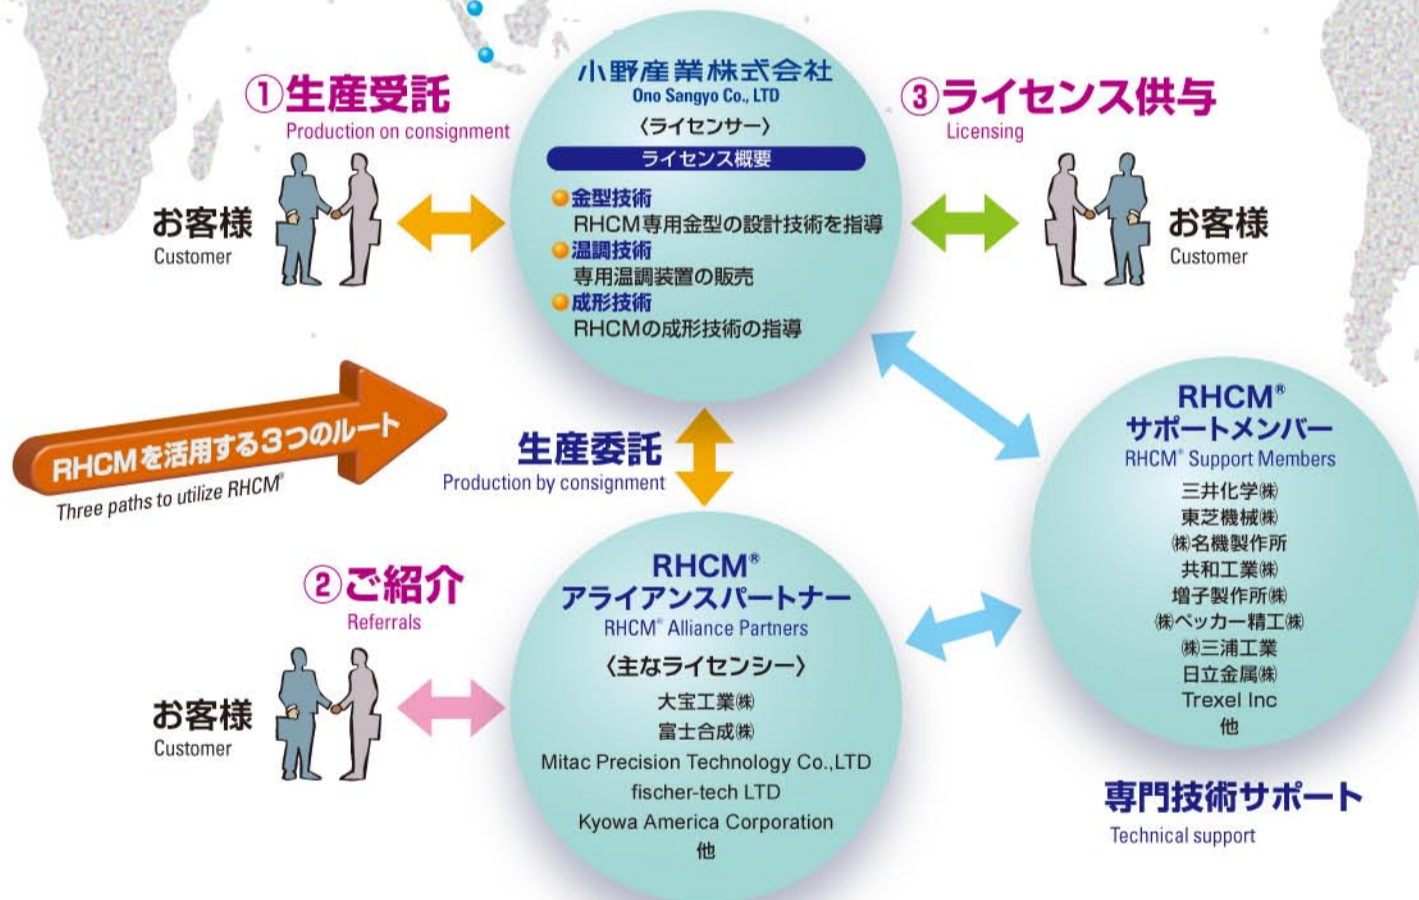 ①生産受託
Production on consignment
お客様
Customer
小野産業株式会社
Ono Sangyo Co., LTD
〈ライセンサー〉
ライセンス概要
金型技術
RHCM専用金型の設計技術を指導
温調技術
専用温調装置の販売
成形技術
RHCMの成形技術の指導
③ライセンス供与
Licensing
お客様
Customer
RHCMを活用する3つのルート
Three paths to utilize RHCM®
生産委託
Production by consignment
②ご紹介
Referrals
お客様
Customer
RHCM®
アライアンスパートナー
RHCM® Alliance Partners
〈主なライセンシー〉
大宝工業㈱
富士合成㈱
Mitac Precision Technology Co.,LTD
fischer-tech LTD
Kyowa America Corporation
他
RHCM®
サポートメンバー
RHCM® Support Members
三井化学㈱
東芝機械㈱
㈱名機製作所
共和工業㈱
増子製作所㈱
㈱ベッカー精工㈱
㈱三浦工業
日立金属㈱
Trexel Inc
他
専門技術サポート
Technical support